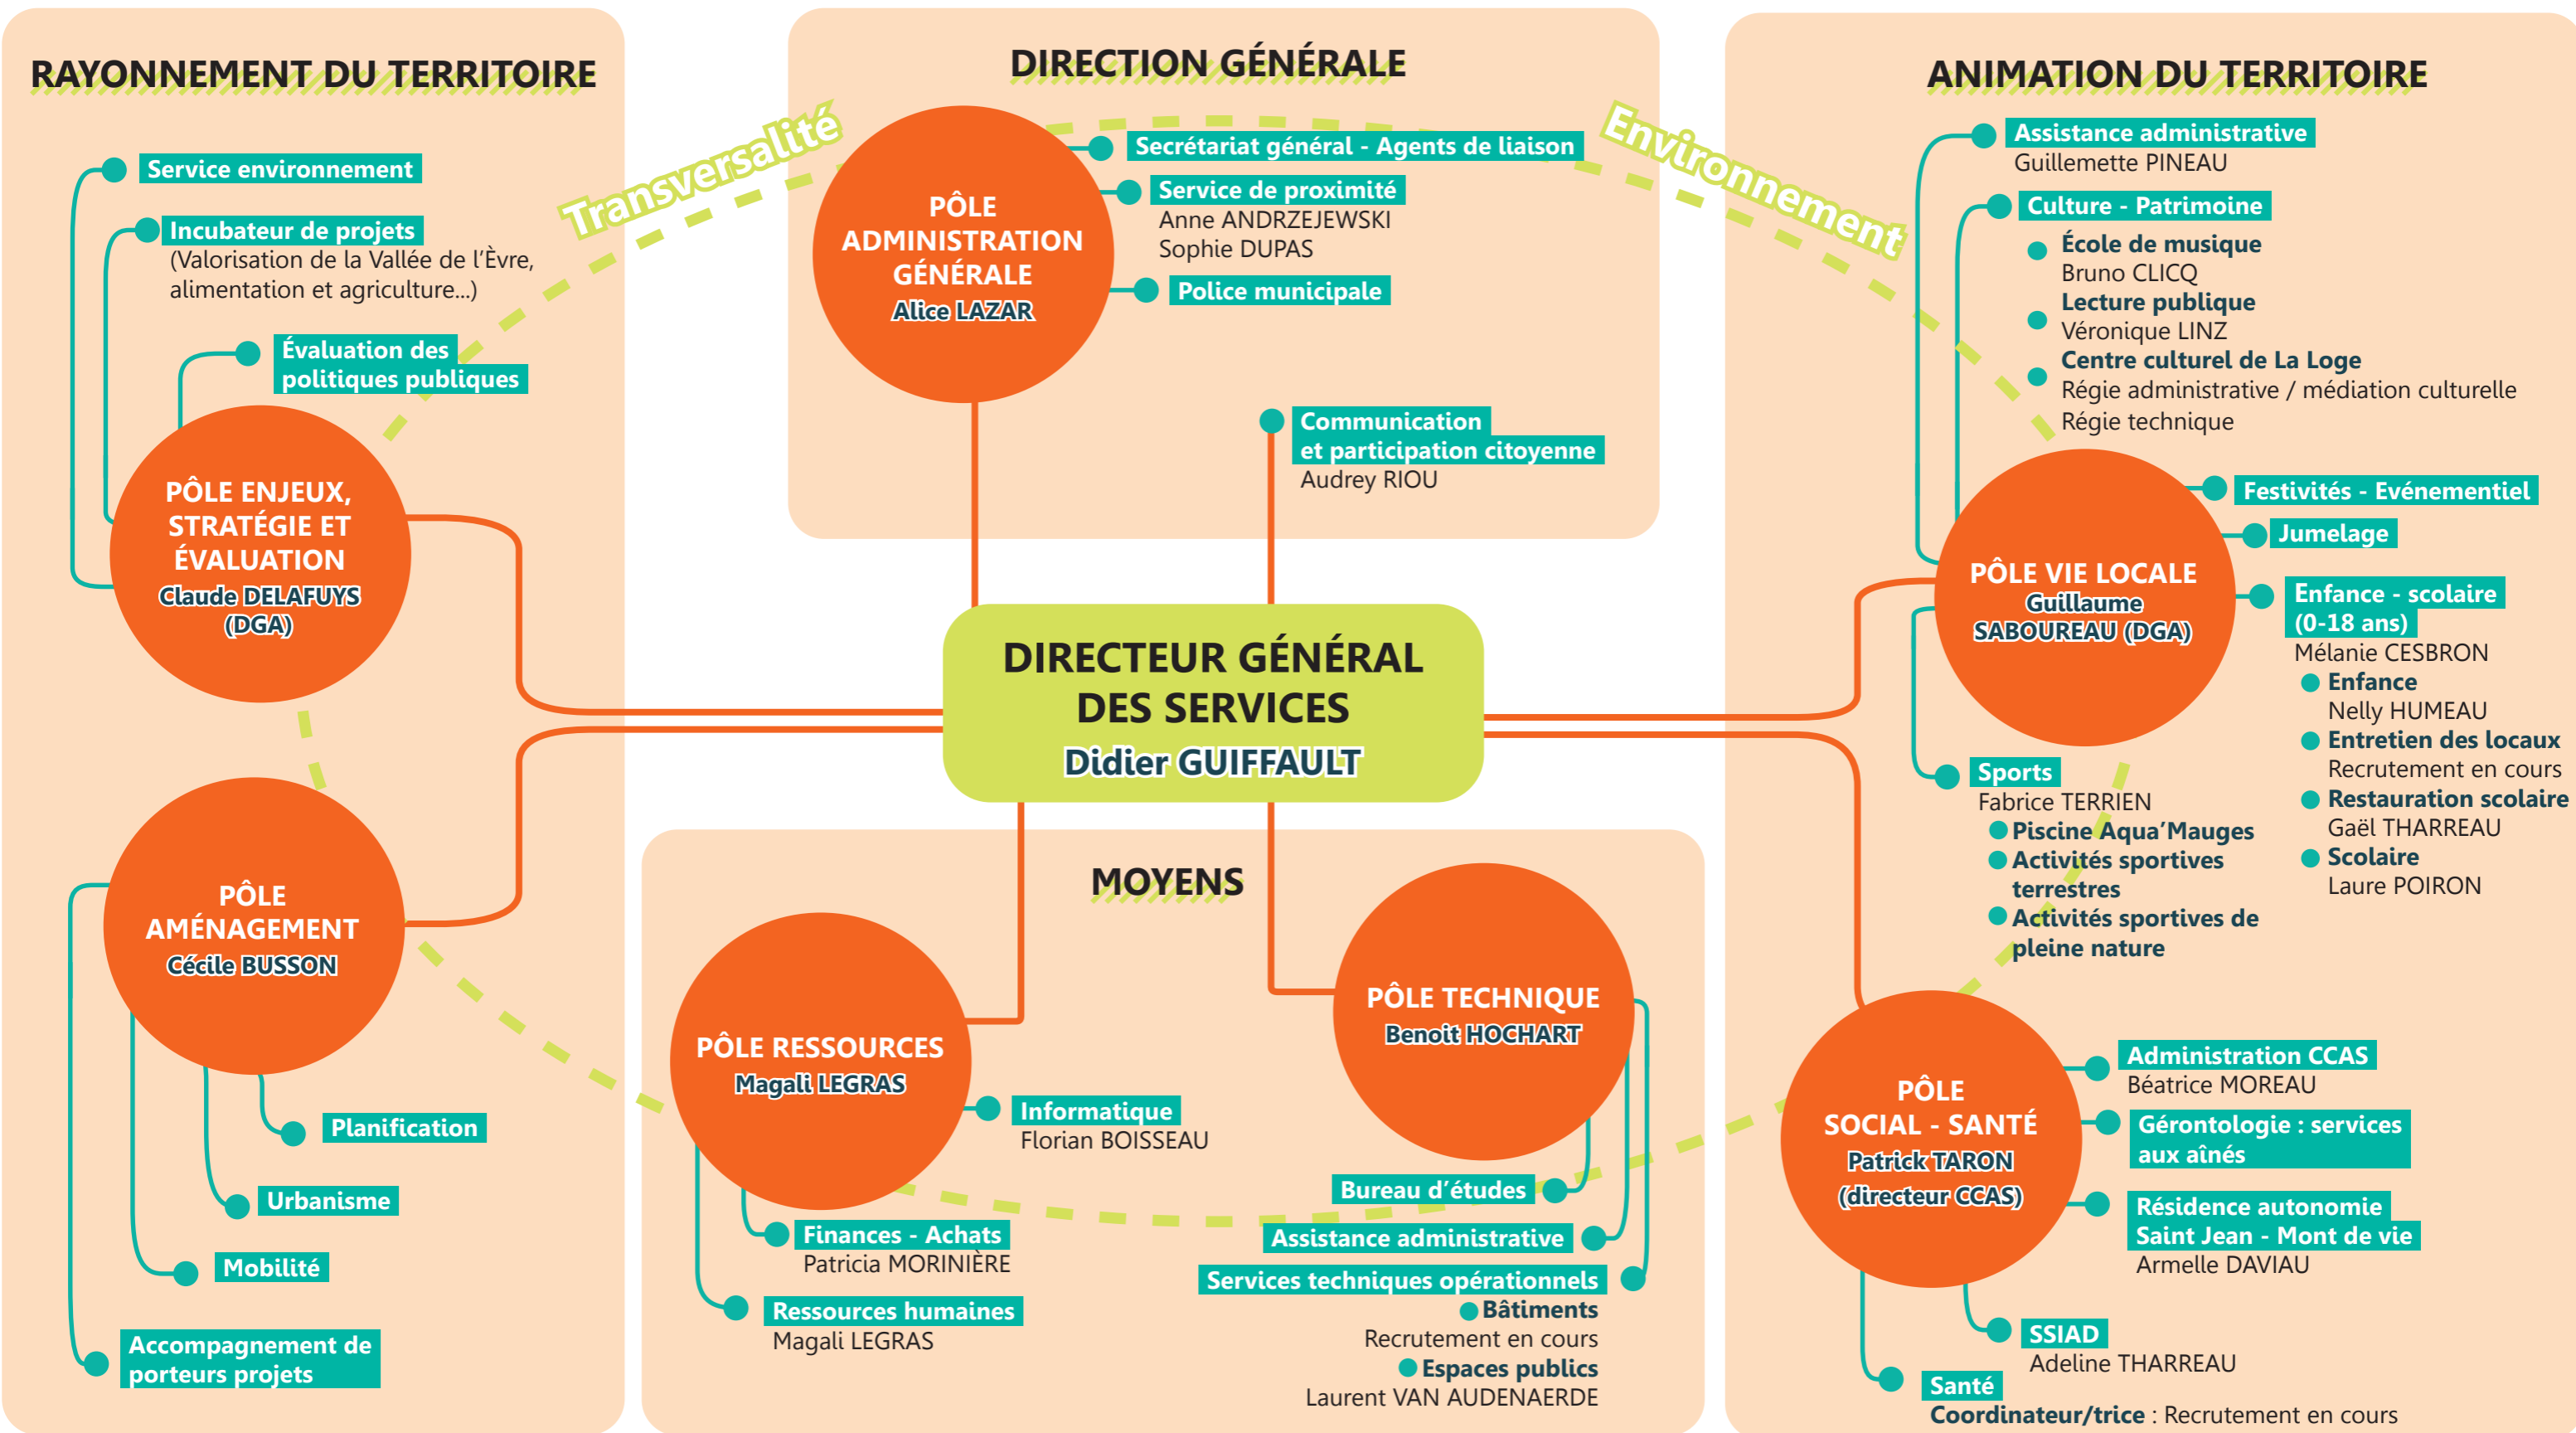 RAYONNEMENT DU TERRITOIRE
Service environnement
Incubateur de projets
(Valorisation de la Vallée de l'Èvre,
alimentation et agriculture...)
Évaluation des
politiques publiques
PÔLE ENJEUX,
STRATÉGIE ET
ÉVALUATION
Claude DELAFUYS
(DGA)
PÔLE
AMÉNAGEMENT
Cécile BUSSON
Planification
Urbanisme
Mobilité
Accompagnement de
porteurs projets
Transversalité
DIRECTION GÉNÉRALE
PÔLE
ADMINISTRATION
GÉNÉRALE
Alice LAZAR
Secrétariat général - Agents de liaison
Service de proximité
Anne ANDRZEJEWSKI
Sophie DUPAS
Police municipale
Communication
et participation citoyenne
Audrey RIOU
Environnement
DIRECTEUR GÉNÉRAL
DES SERVICES
Didier GUIFFAULT
MOYENS
PÔLE RESSOURCES
Magali LEGRAS
Informatique
Florian BOISSEAU
Finances - Achats
Patricia MORINIÈRE
Ressources humaines
Magali LEGRAS
PÔLE TECHNIQUE
Benoit HOCHART
Bureau d'études
Assistance administrative
Services techniques opérationnels
Bâtiments
Recrutement en cours
Espaces publics
Laurent VAN AUDENAERDE
ANIMATION DU TERRITOIRE
Assistance administrative
Guillemette PINEAU
Culture - Patrimoine
École de musique
Bruno CLICQ
Lecture publique
Véronique LINZ
Centre culturel de La Loge
Régie administrative / médiation culturelle
Régie technique
PÔLE VIE LOCALE
Guillaume
SABOUREAU (DGA)
Festivités - Evénementiel
Jumelage
Enfance - scolaire
(0-18 ans)
Mélanie CESBRON
Enfance
Nelly HUMEAU
Entretien des locaux
Recrutement en cours
Restauration scolaire
Gaël THARREAU
Scolaire
Laure POIRON
Sports
Fabrice TERRIEN
Piscine Aqua'Mauges
Activités sportives
terrestres
Activités sportives de
pleine nature
PÔLE
SOCIAL - SANTÉ
Patrick TARON
(directeur CCAS)
Administration CCAS
Béatrice MOREAU
Gérontologie : services
aux aînés
Résidence autonomie
Saint Jean - Mont de vie
Armelle DAVIAU
SSIAD
Adeline THARREAU
Santé
Coordinateur/trice : Recrutement en cours